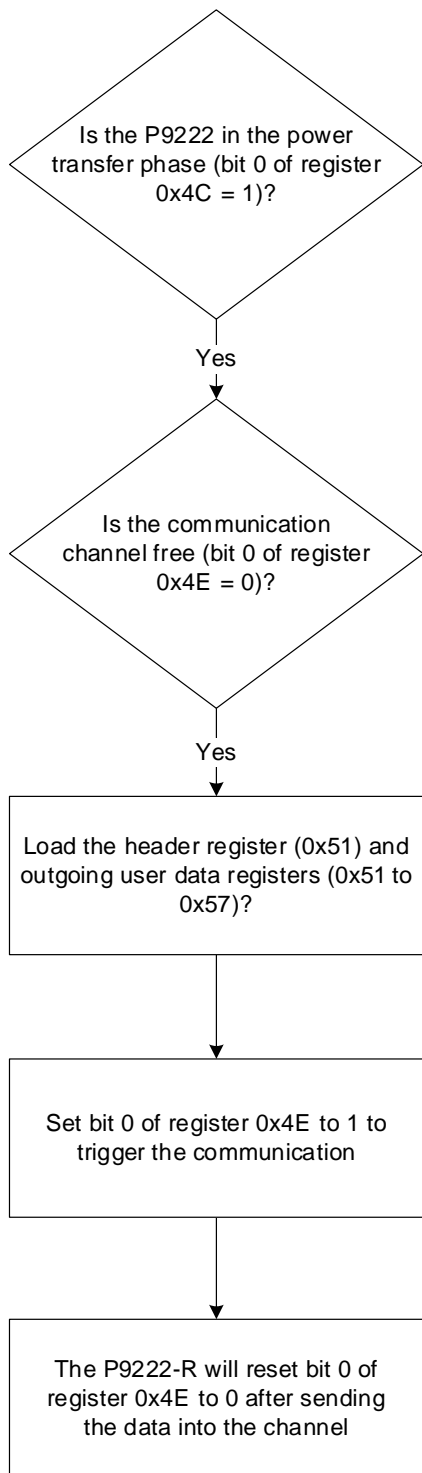 Is the P9222 in the power
transfer phase (bit 0 of register
0x4C = 1)?
Yes
Is the communication
channel free (bit 0 of register
0x4E = 0)?
Yes
Load the header register (0x51) and
outgoing user data registers (0x51 to
0x57)?
Set bit 0 of register 0x4E to 1 to
trigger the communication
The P9222-R will reset bit 0 of
register 0x4E to 0 after sending
the data into the channel